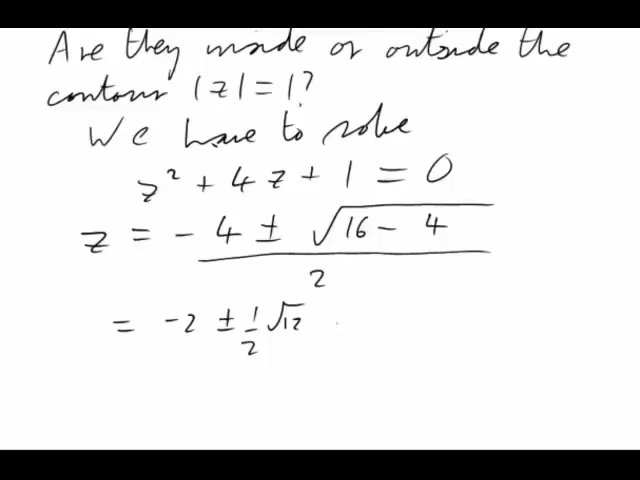 Are they inside or outside the
contour |z| = 1?
We have to solve
z² + 4z + 1 = 0
z = - 4 ± √16 - 4
2
= -2 ± 1/2 √12